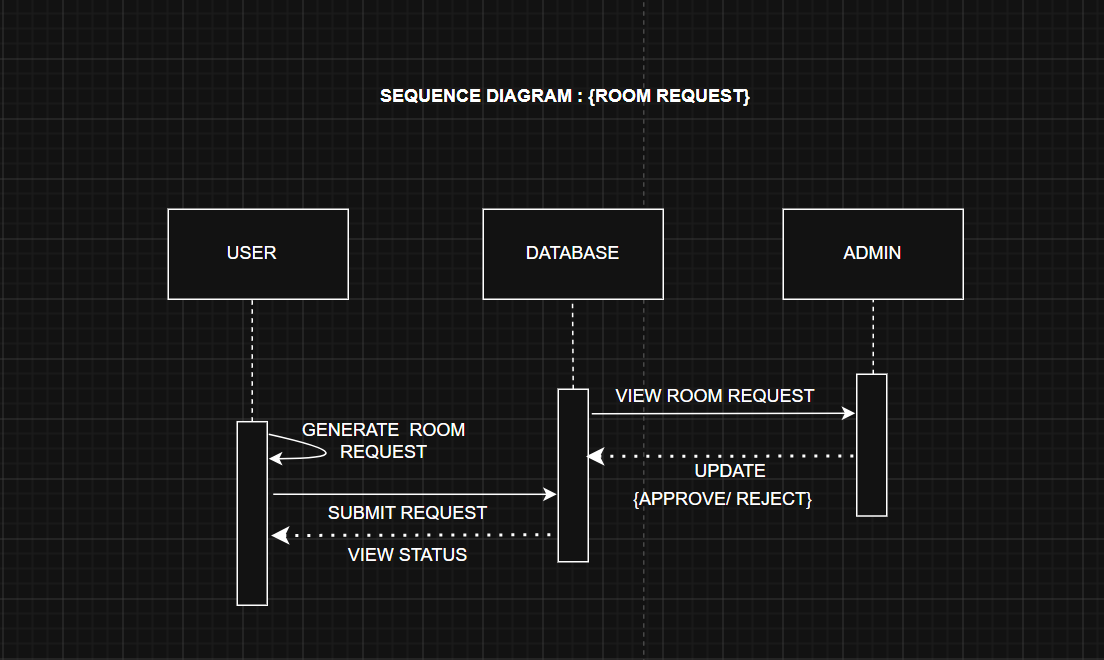 SEQUENCE DIAGRAM : {ROOM REQUEST}
USER
DATABASE
ADMIN
VIEW ROOM REQUEST
GENERATE ROOM
REQUEST
UPDATE
{APPROVE/ REJECT}
SUBMIT REQUEST
VIEW STATUS